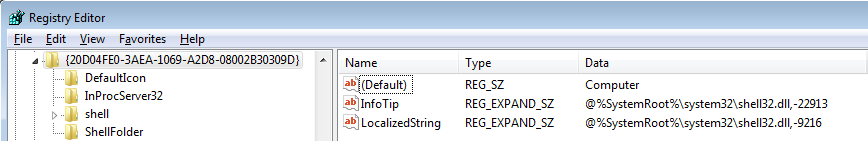 Registry Editor
File Edit View Favorites Help
{20D04FE0-3AEA-1069-A2D8-08002B30309D}
DefaultIcon
InProcServer32
shell
ShellFolder
Name Type Data
(Default) REG_SZ Computer
InfoTip REG_EXPAND_SZ @%SystemRoot%\system32\shell32.dll,-22913
LocalizedString REG_EXPAND_SZ @%SystemRoot%\system32\shell32.dll,-9216